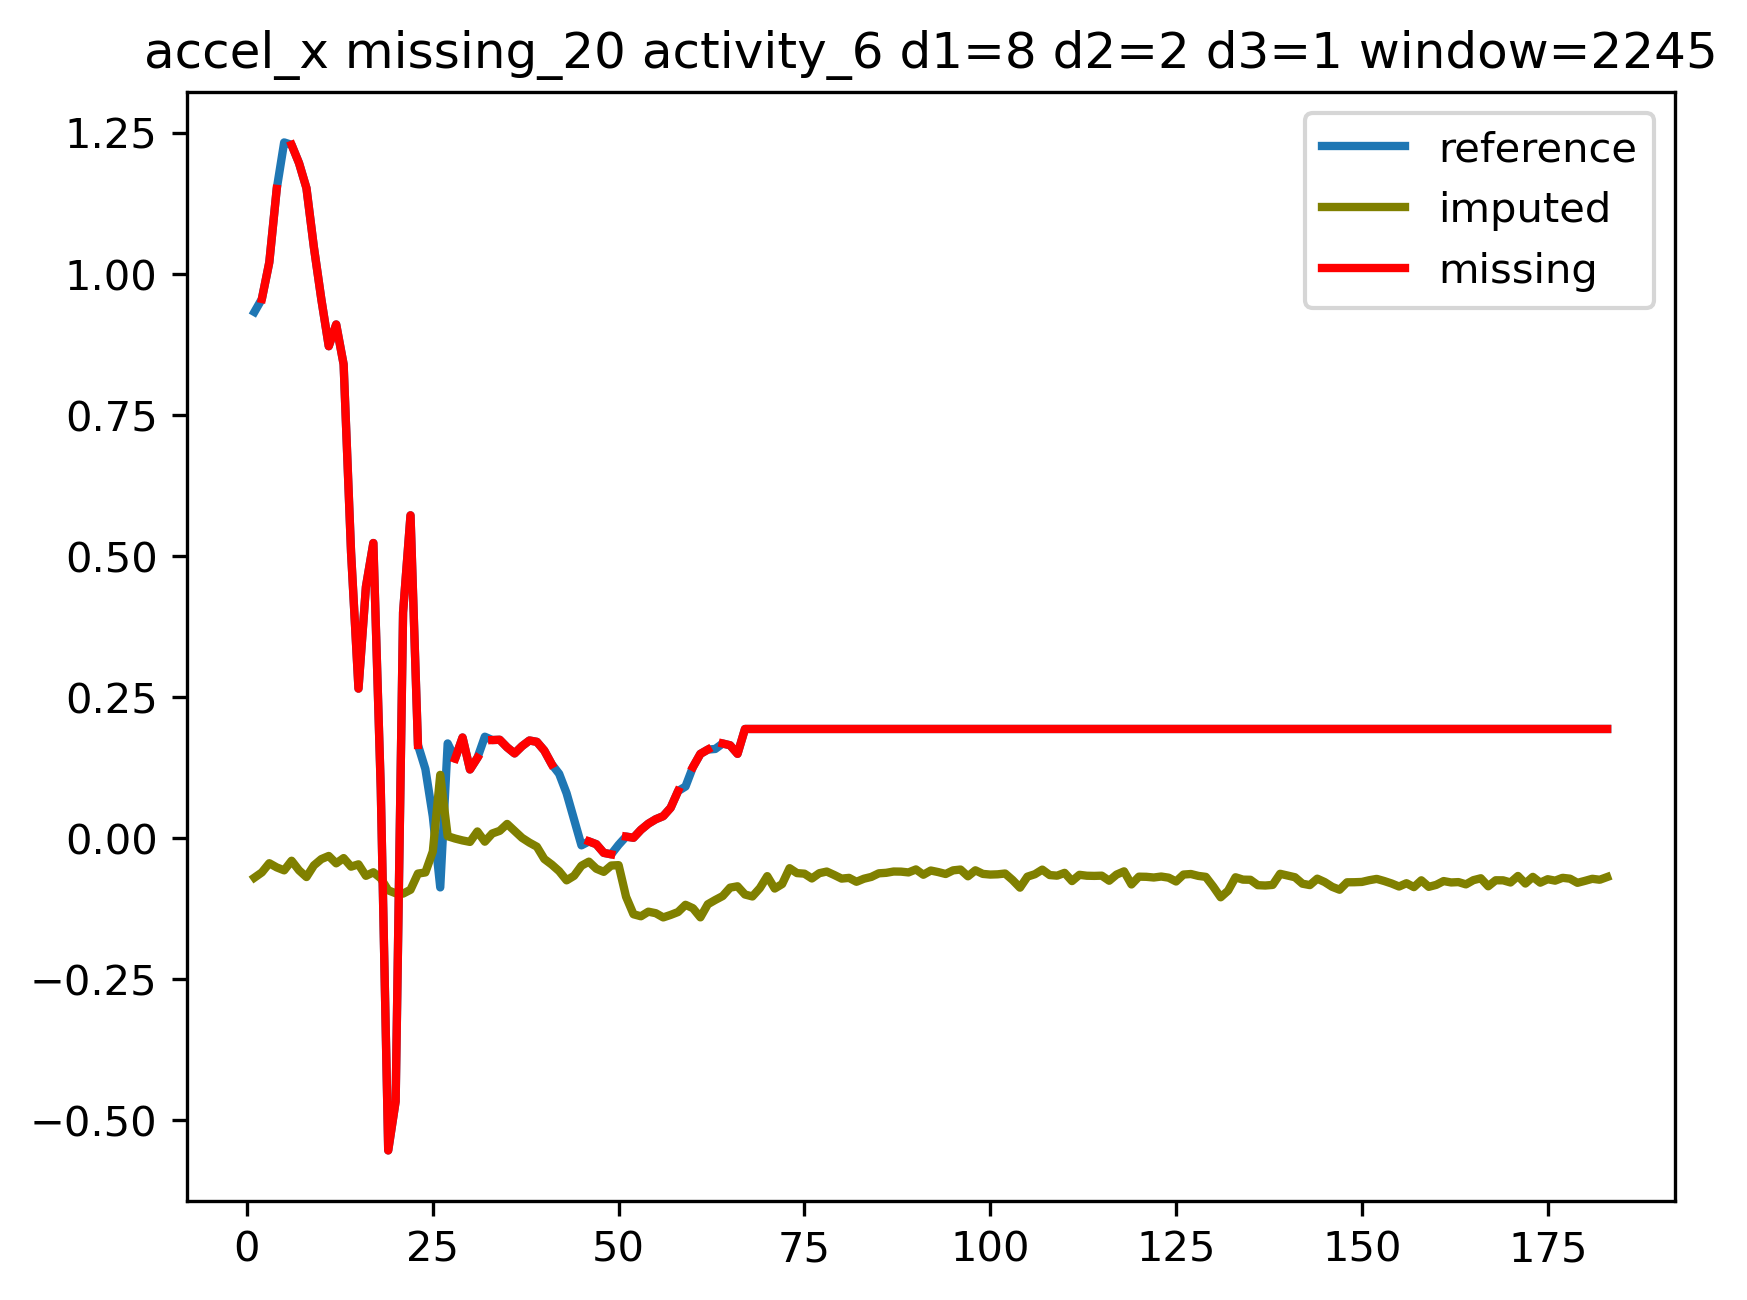 accel_x missing_20 activity_6 d1=8 d2=2 d3=1 window=2245
reference
imputed
missing
1.25
1.00
0.75
0.50
0.25
0.00
−0.25
−0.50
0 25 50 75 100 125 150 175